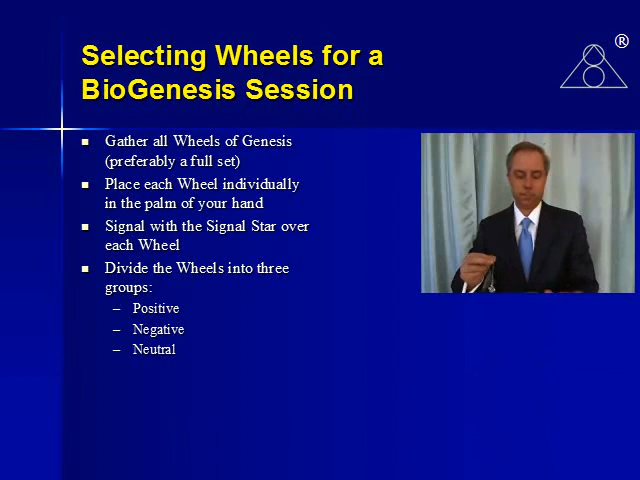 Selecting Wheels for a
BioGenesis Session
®
Gather all Wheels of Genesis
(preferably a full set)
Place each Wheel individually
in the palm of your hand
Signal with the Signal Star over
each Wheel
Divide the Wheels into three
groups:
– Positive
– Negative
– Neutral